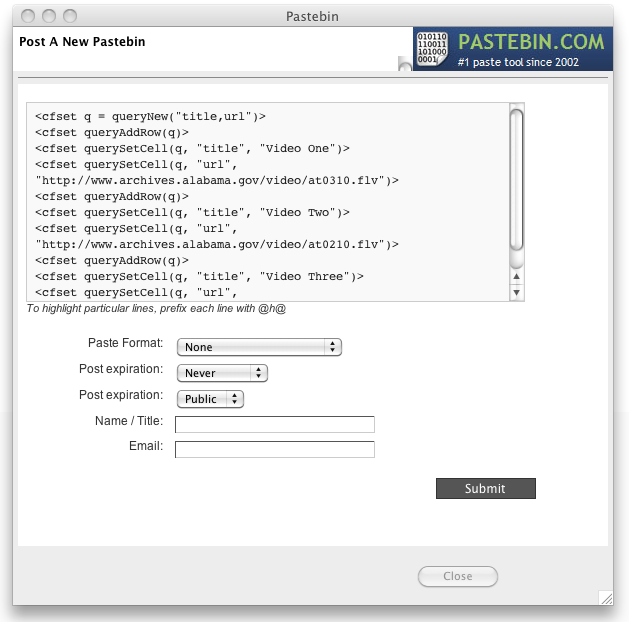 Pastebin
Post A New Pastebin
010110
110011
101000
0001
PASTEBIN.COM
#1 paste tool since 2002
<cfset q = queryNew("title,url")>
<cfset queryAddRow(q)>
<cfset querySetCell(q, "title", "Video One")>
<cfset querySetCell(q, "url",
"http://www.archives.alabama.gov/video/at0310.flv")>
<cfset queryAddRow(q)>
<cfset querySetCell(q, "title", "Video Two")>
<cfset querySetCell(q, "url",
"http://www.archives.alabama.gov/video/at0210.flv")>
<cfset queryAddRow(q)>
<cfset querySetCell(q, "title", "Video Three")>
<cfset querySetCell(q, "url",
To highlight particular lines, prefix each line with @h@
Paste Format: None
Post expiration: Never
Post expiration: Public
Name / Title:
Email:
Submit
Close